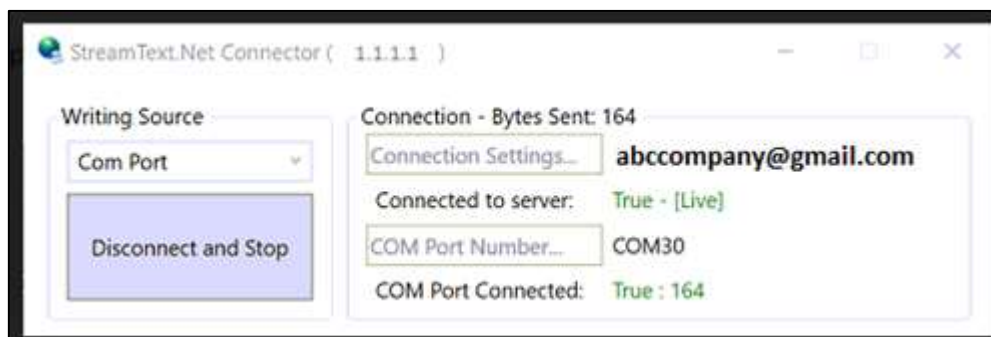 StreamText.Net Connector ( 1.1.1.1 )
Writing Source
Com Port
Disconnect and Stop
Connection - Bytes Sent: 164
Connection Settings... abccompany@gmail.com
Connected to server: True - [Live]
COM Port Number... COM30
COM Port Connected: True : 164